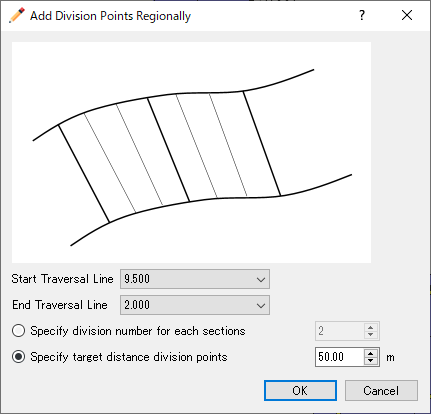 Add Division Points Regionally ? ×
Start Traversal Line 9.500
End Traversal Line 2.000
Specify division number for each sections 2
Specify target distance division points 50.00 m
OK Cancel